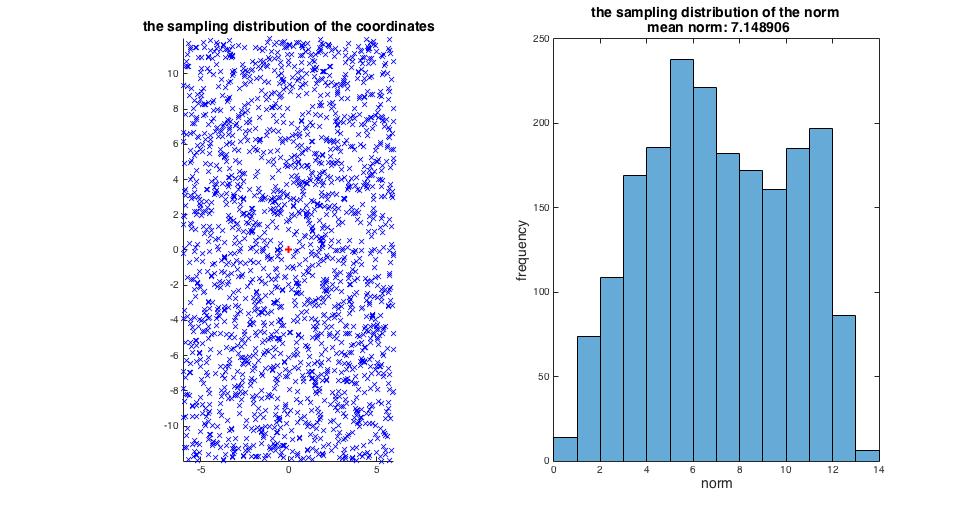 the sampling distribution of the coordinates
10
8
6
4
2
0
-2
-4
-6
-8
-10
-5 0 5
the sampling distribution of the norm
mean norm: 7.148906
250
200
150
100
50
0
frequency
0 2 4 6 8 10 12 14
norm